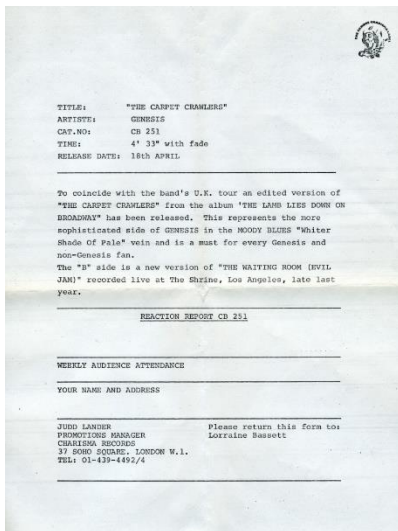 TITLE: "THE CARPET CRAWLERS"
ARTISTE: GENESIS
CAT.NO: CB 251
TIME: 4' 33" with fade
RELEASE DATE: 18th APRIL
To coincide with the band's U.K. tour an edited version of
"THE CARPET CRAWLERS" from the album 'THE LAMB LIES DOWN ON
BROADWAY" has been released. This represents the more
sophisticated side of GENESIS in the MOODY BLUES "Whiter
Shade Of Pale" vein and is a must for every Genesis and
non-Genesis fan.
The "B" side is a new version of "THE WAITING ROOM (EVIL
JAM)" recorded live at The Shrine, Los Angeles, late last
year.
REACTION REPORT CB 251
WEEKLY AUDIENCE ATTENDANCE
YOUR NAME AND ADDRESS
JUDD LANDER Please return this form to:
PROMOTIONS MANAGER Lorraine Bassett
CHARISMA RECORDS
37 SOHO SQUARE. LONDON W.1.
TEL: 01-439-4492/4